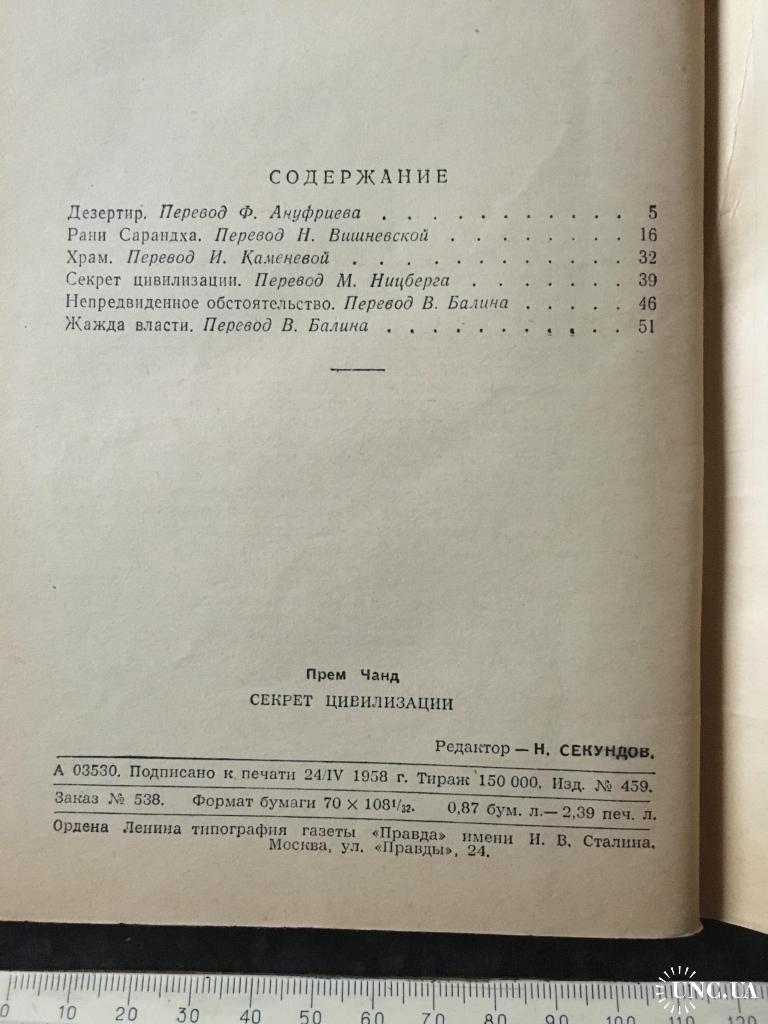 СОДЕРЖАНИЕ
Дезертир. Перевод Ф. Ануфриева . . . . . . . . . . . 5
Рани Сарандха. Перевод Н. Вишневской . . . . . . . . 16
Храм. Перевод И. Каменевой . . . . . . . . . . . . 32
Секрет цивилизации. Перевод М. Ницберга . . . . . . . 39
Непредвиденное обстоятельство. Перевод В. Балина . . . . . 46
Жажда власти. Перевод В. Балина . . . . . . . . . . . 51
Прем Чанд
СЕКРЕТ ЦИВИЛИЗАЦИИ
Редактор — Н. СЕКУНДОВ.
А 03530. Подписано к печати 24/IV 1958 г. Тираж 150 000. Изд. № 459.
Заказ № 538. Формат бумаги 70 × 108 1/32. 0,87 бум. л.— 2,39 печ. л.
Ордена Ленина типография газеты «Правда» имени И. В. Сталина.
Москва, ул. «Правды», 24.
0 10 20 30 40 50 60 70 80 90 100 110 120
UNC.UA